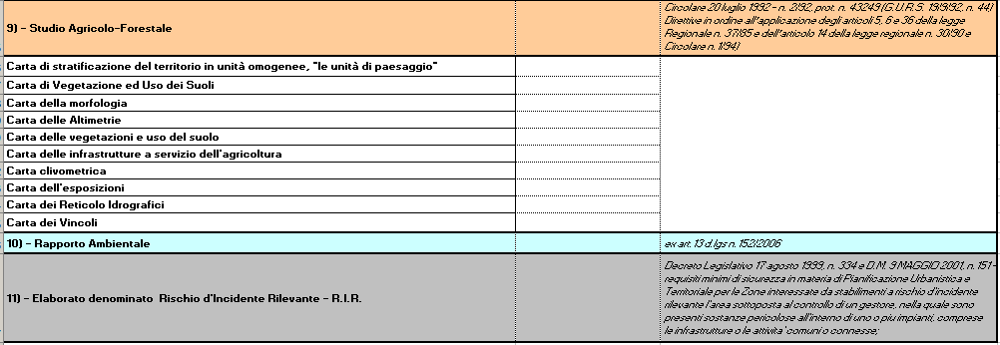 9) - Studio Agricolo-Forestale
Circolare 20 luglio 1992 - n. 2/92, prot. n. 43249 (G.U.R.S. 19/9/92, n. 44)
Direttive in ordine all'applicazione degli articoli 5, 6 e 36 della legge
Regionale n. 37/85 e dell'articolo 14 della legge regionale n. 30/90 e
Circolare n. 1/94)
Carta di stratificazione del territorio in unità omogenee, "le unità di paesaggio"
Carta di Vegetazione ed Uso dei Suoli
Carta della morfologia
Carta delle Altimetrie
Carta delle vegetazioni e uso del suolo
Carta delle infrastrutture a servizio dell'agricoltura
Carta clivometrica
Carta dell'esposizioni
Carta dei Reticolo Idrografici
Carta dei Vincoli
10) - Rapporto Ambientale
ex art. 13 d.lgs n. 152/2006
11) - Elaborato denominato Rischio d'Incidente Rilevante - R.I.R.
Decreto Legislativo 17 agosto 1999, n. 334 e D.M. 9 MAGGIO 2001, n. 151 -
requisiti minimi di sicurezza in materia di Pianificazione Urbanistica e
Territoriale per le Zone interessate da stabilimenti a rischio d'incidente
rilevante l'area sottoposta al controllo di un gestore, nella quale sono
presenti sostanze pericolose all'interno di uno o piu impianti, comprese
le infrastrutture o le attivita' comuni o connesse;